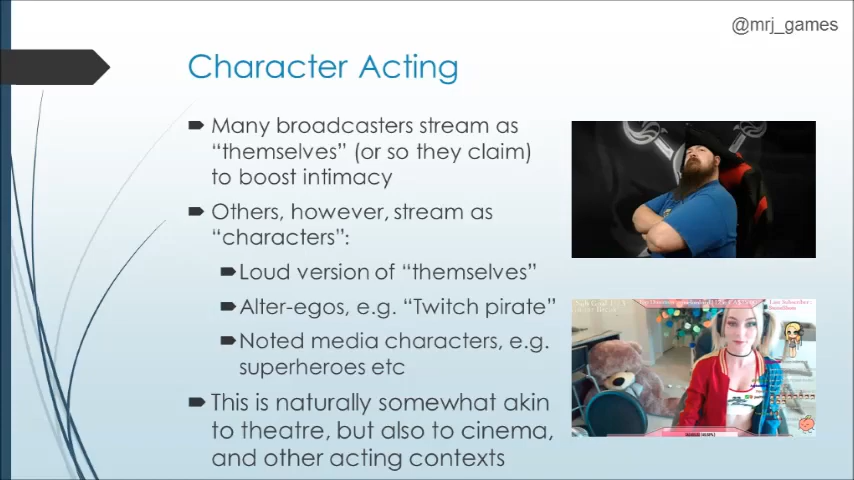 @mrj_games
Character Acting
Many broadcasters stream as
“themselves” (or so they claim)
to boost intimacy
Others, however, stream as
“characters”:
Loud version of “themselves”
Alter-egos, e.g. “Twitch pirate”
Noted media characters, e.g.
superheroes etc
This is naturally somewhat akin
to theatre, but also to cinema,
and other acting contexts